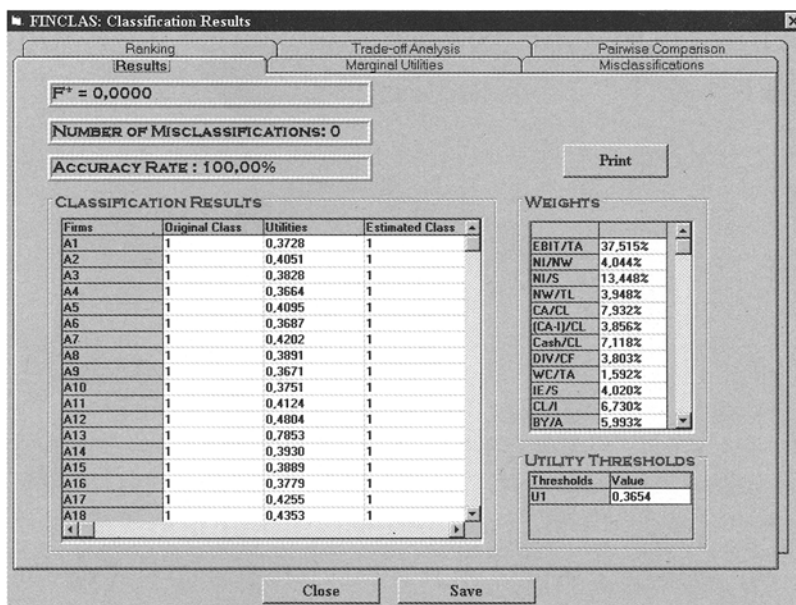 FINCLAS: Classification Results
Ranking Trade-off Analysis Pairwise Comparison
Results Marginal Utilities Misclassifications
F* = 0,0000
NUMBER OF MISCLASSIFICATIONS: 0
ACCURACY RATE : 100,00%
Print
CLASSIFICATION RESULTS
Firms Original Class Utilities Estimated Class
A1 1 0,3728 1
A2 1 0,4051 1
A3 1 0,3828 1
A4 1 0,3664 1
A5 1 0,4095 1
A6 1 0,3687 1
A7 1 0,4202 1
A8 1 0,3891 1
A9 1 0,3671 1
A10 1 0,3751 1
A11 1 0,4124 1
A12 1 0,4804 1
A13 1 0,7853 1
A14 1 0,3930 1
A15 1 0,3889 1
A16 1 0,3779 1
A17 1 0,4255 1
A18 1 0,4353 1
WEIGHTS
EBIT/TA 37,515%
NI/NW 4,044%
NI/S 13,448%
NW/TL 3,948%
CA/CL 7,932%
(CA-I)/CL 3,856%
Cash/CL 7,118%
DIV/CF 3,803%
WC/TA 1,592%
IE/S 4,020%
CL/I 6,730%
BY/A 5,993%
UTILITY THRESHOLDS
Thresholds Value
U1 0,3654
Close Save